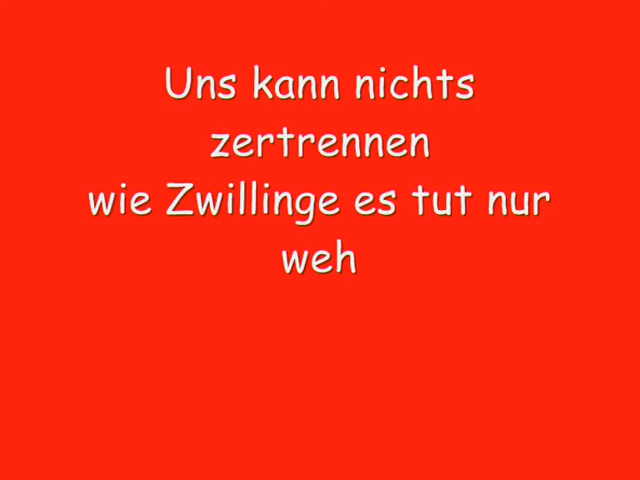 Uns kann nichts
zertrennen
wie Zwillinge es tut nur
weh